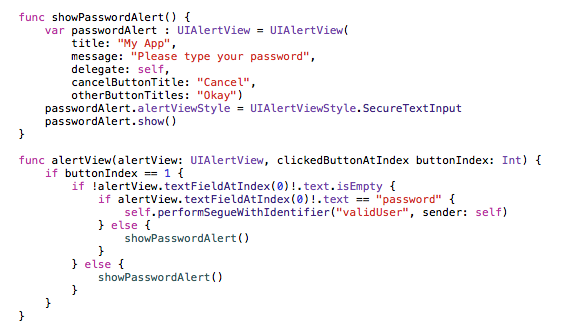 func showPasswordAlert() {
    var passwordAlert : UIAlertView = UIAlertView(
        title: "My App",
        message: "Please type your password",
        delegate: self,
        cancelButtonTitle: "Cancel",
        otherButtonTitles: "Okay")
    passwordAlert.alertViewStyle = UIAlertViewStyle.SecureTextInput
    passwordAlert.show()
}
func alertView(alertView: UIAlertView, clickedButtonAtIndex buttonIndex: Int) {
    if buttonIndex == 1 {
        if !alertView.textFieldAtIndex(0)!.text.isEmpty {
            if alertView.textFieldAtIndex(0)!.text == "password" {
                self.performSegueWithIdentifier("validUser", sender: self)
            } else {
                showPasswordAlert()
            }
        } else {
            showPasswordAlert()
        }
    }
}